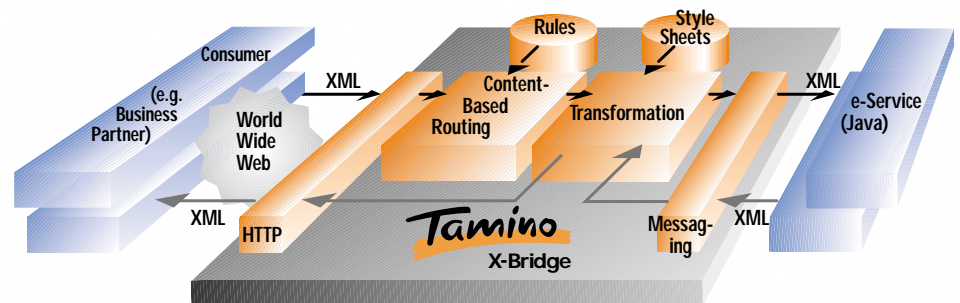 Consumer
(e.g.
Business
Partner)
World
Wide
Web
XML
XML
HTTP
Rules
Content-
Based
Routing
Style
Sheets
Transformation
Tamino
X-Bridge
Messag-
ing
XML
XML
e-Service
(Java)